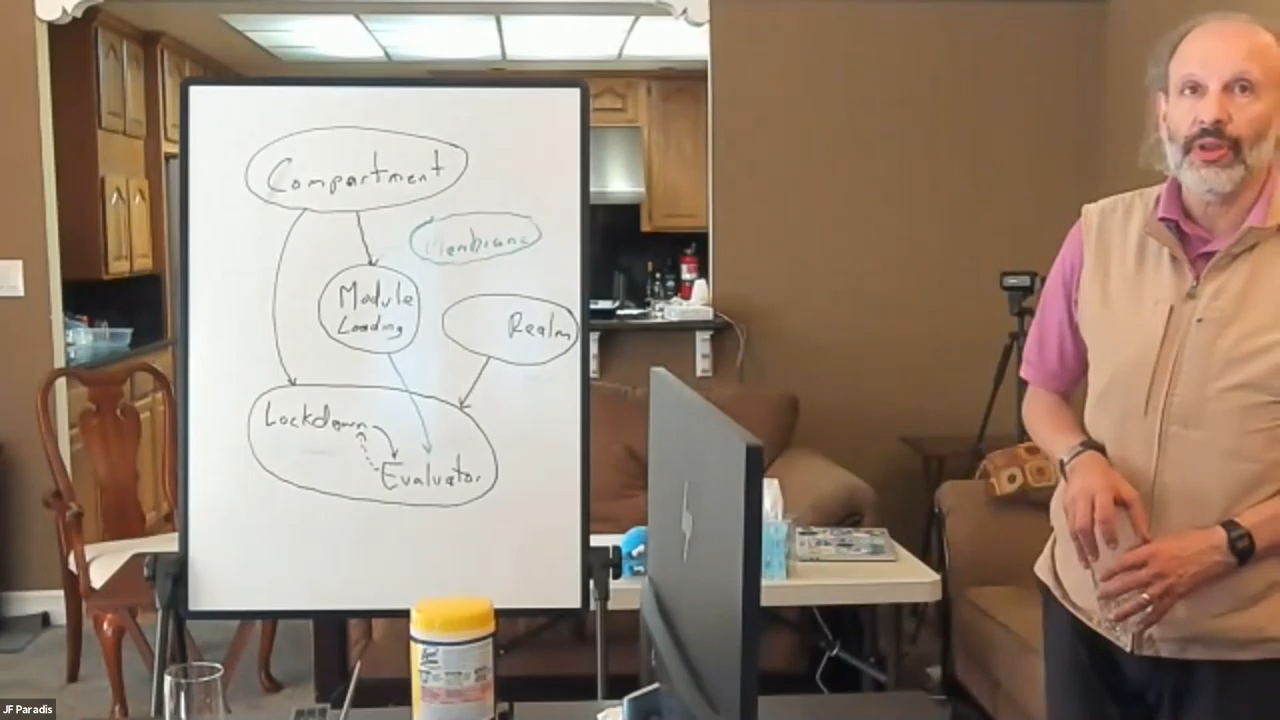 Compartment
Membrane
Module
Loading
Realm
Lockdown
Evaluator
JF Paradis